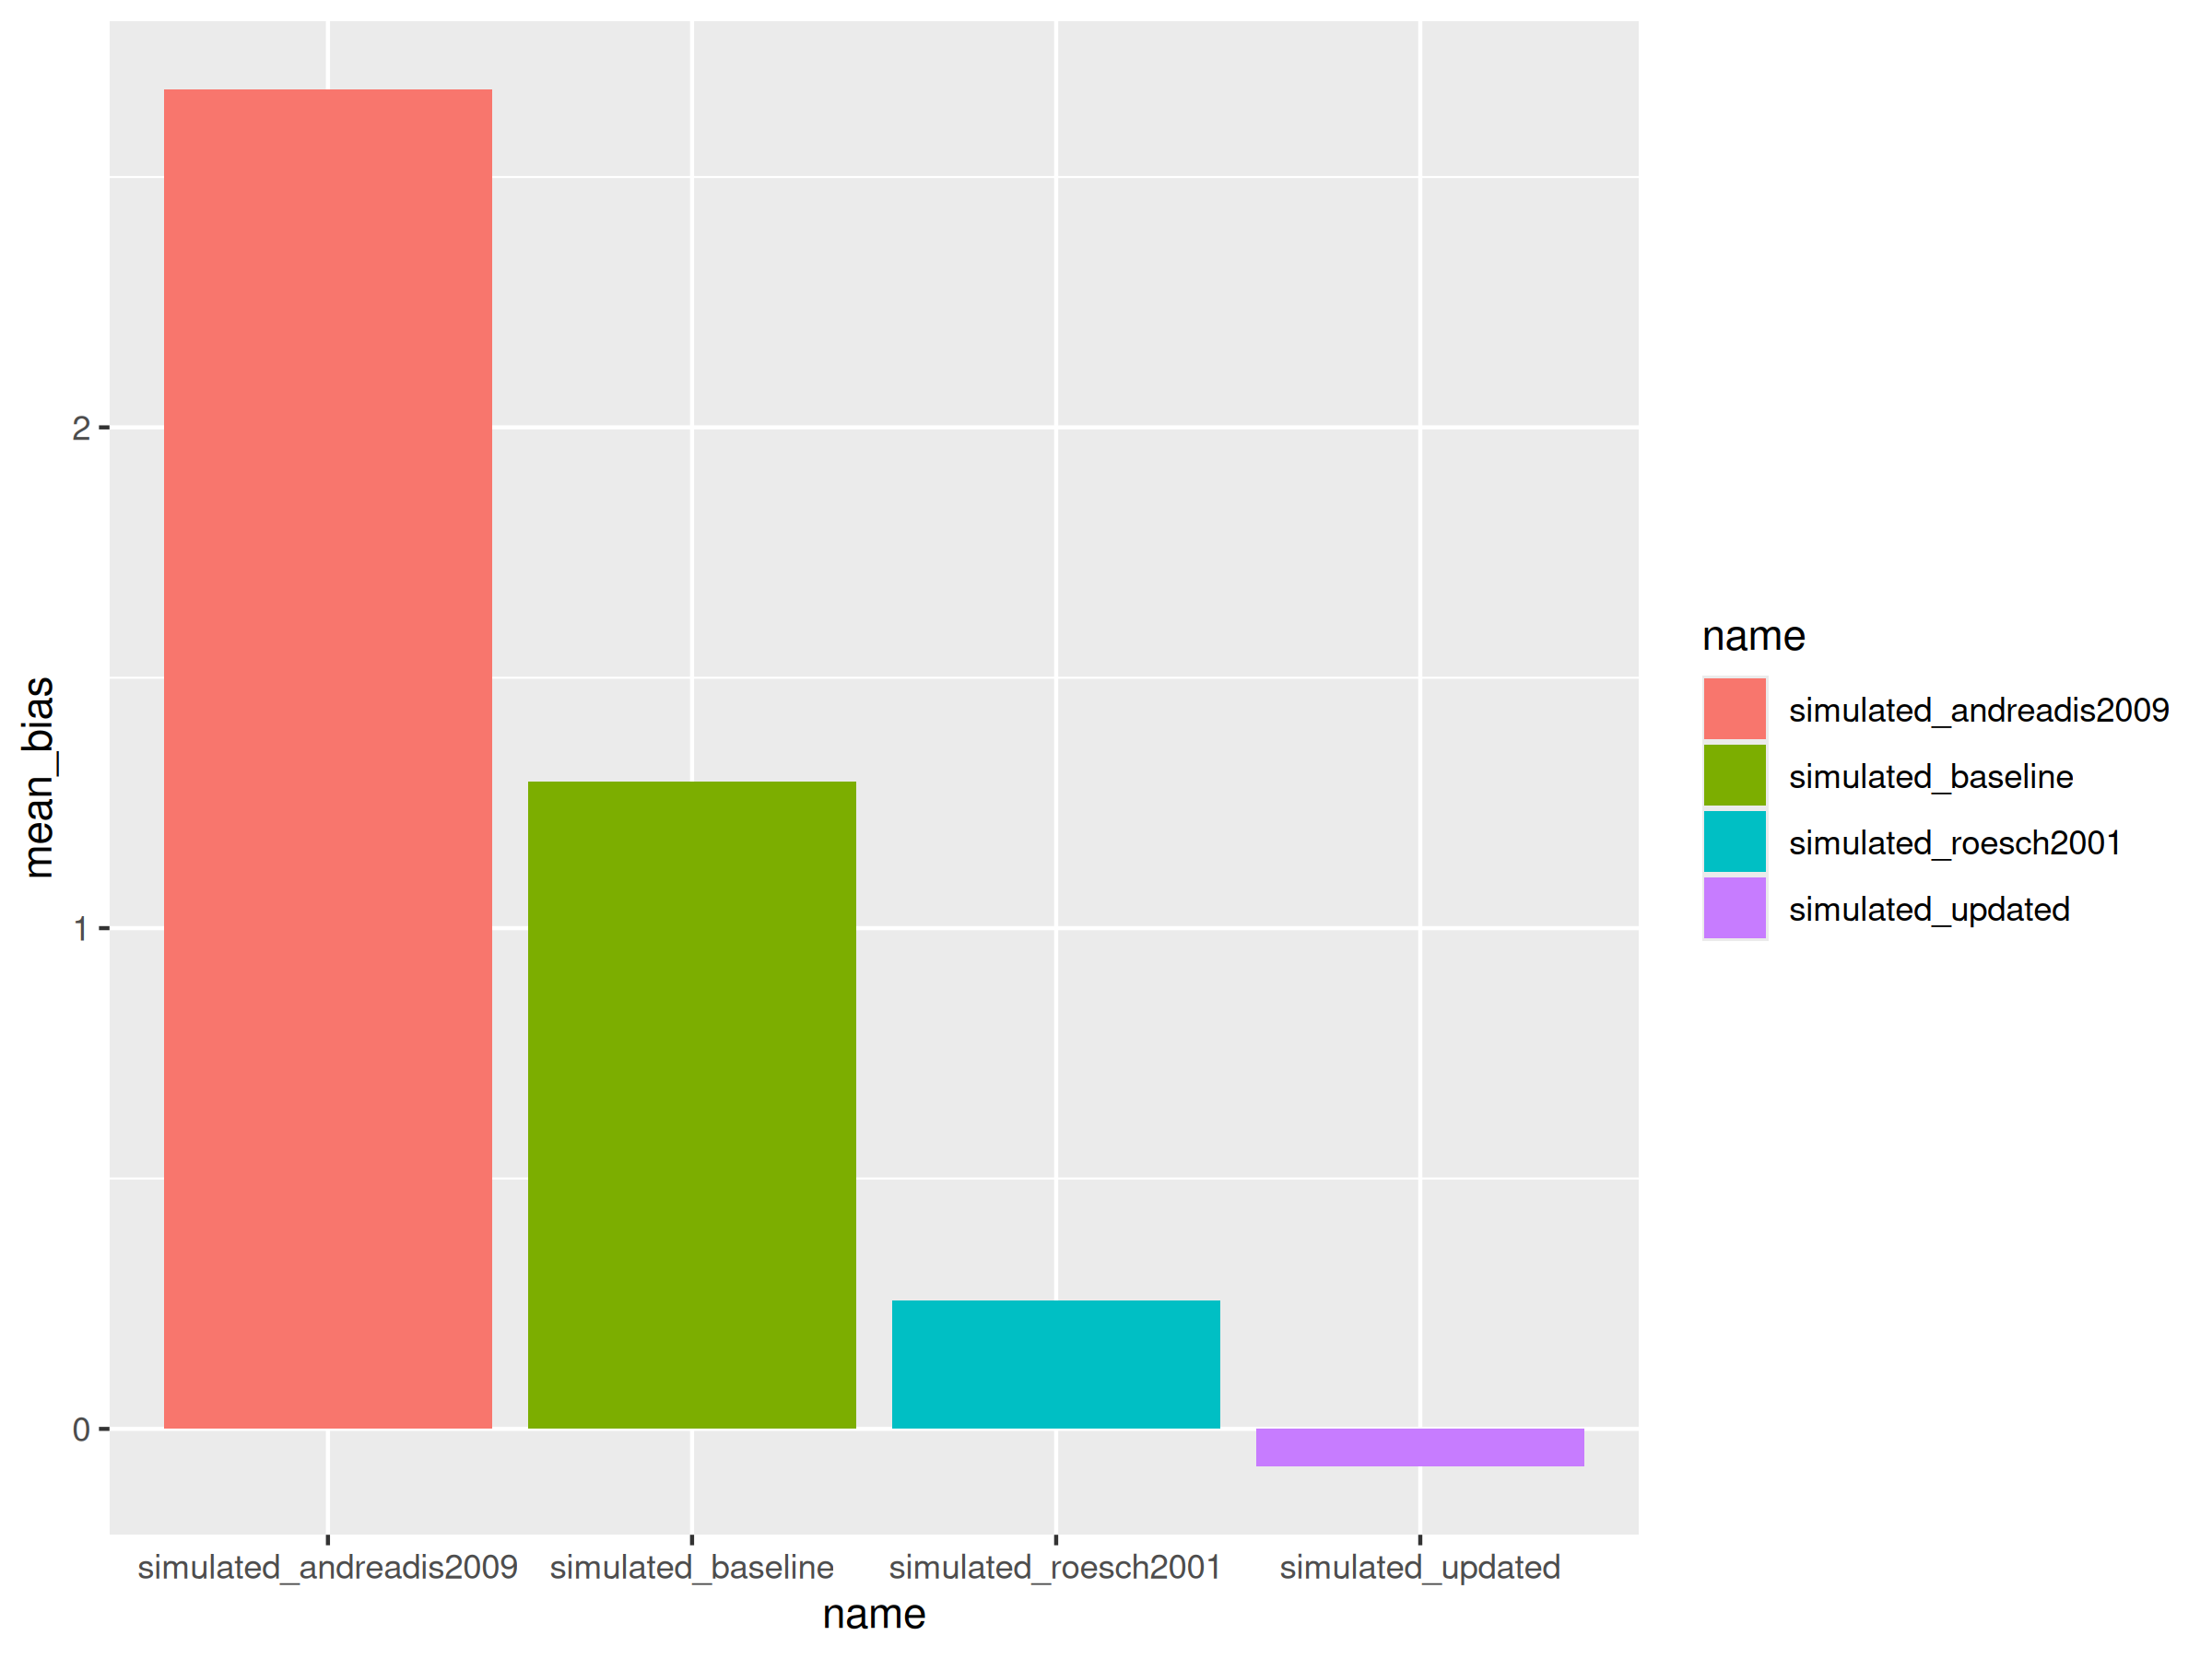 mean_bias
2
1
0
simulated_andreadis2009
simulated_baseline
simulated_roesch2001
simulated_updated
name
name
simulated_andreadis2009
simulated_baseline
simulated_roesch2001
simulated_updated